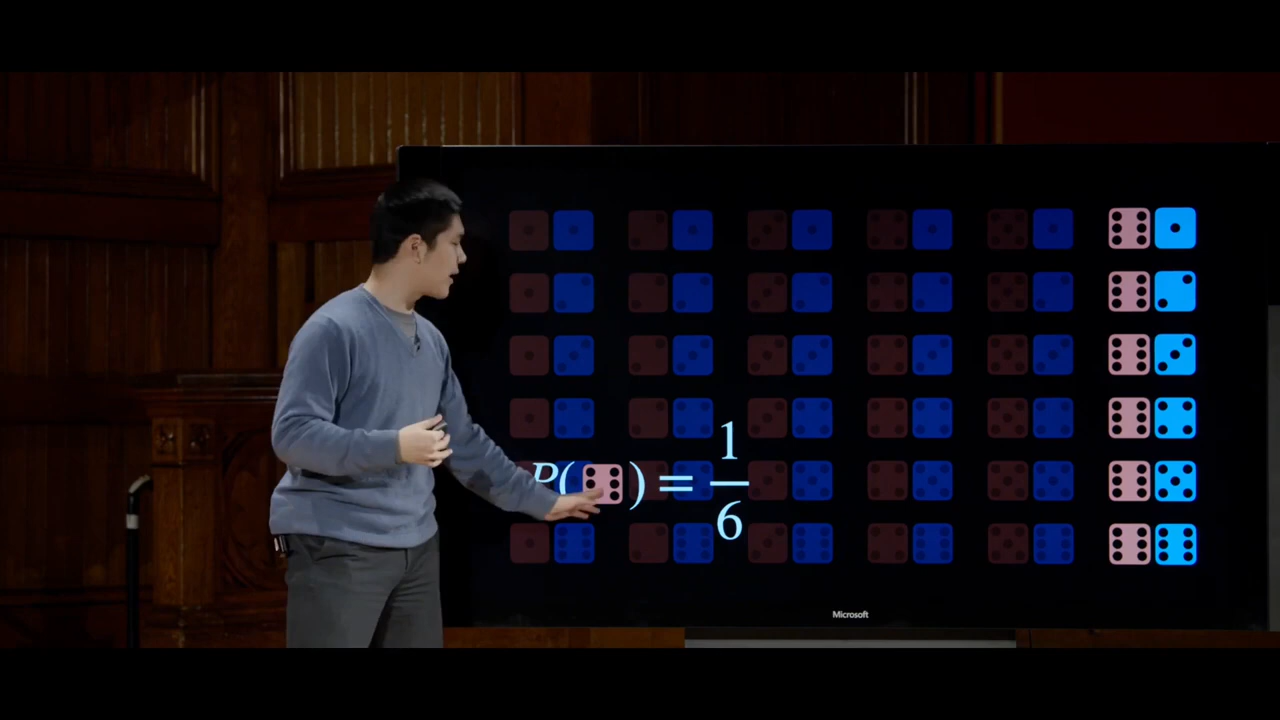 P(⚅) = 1/6
Microsoft